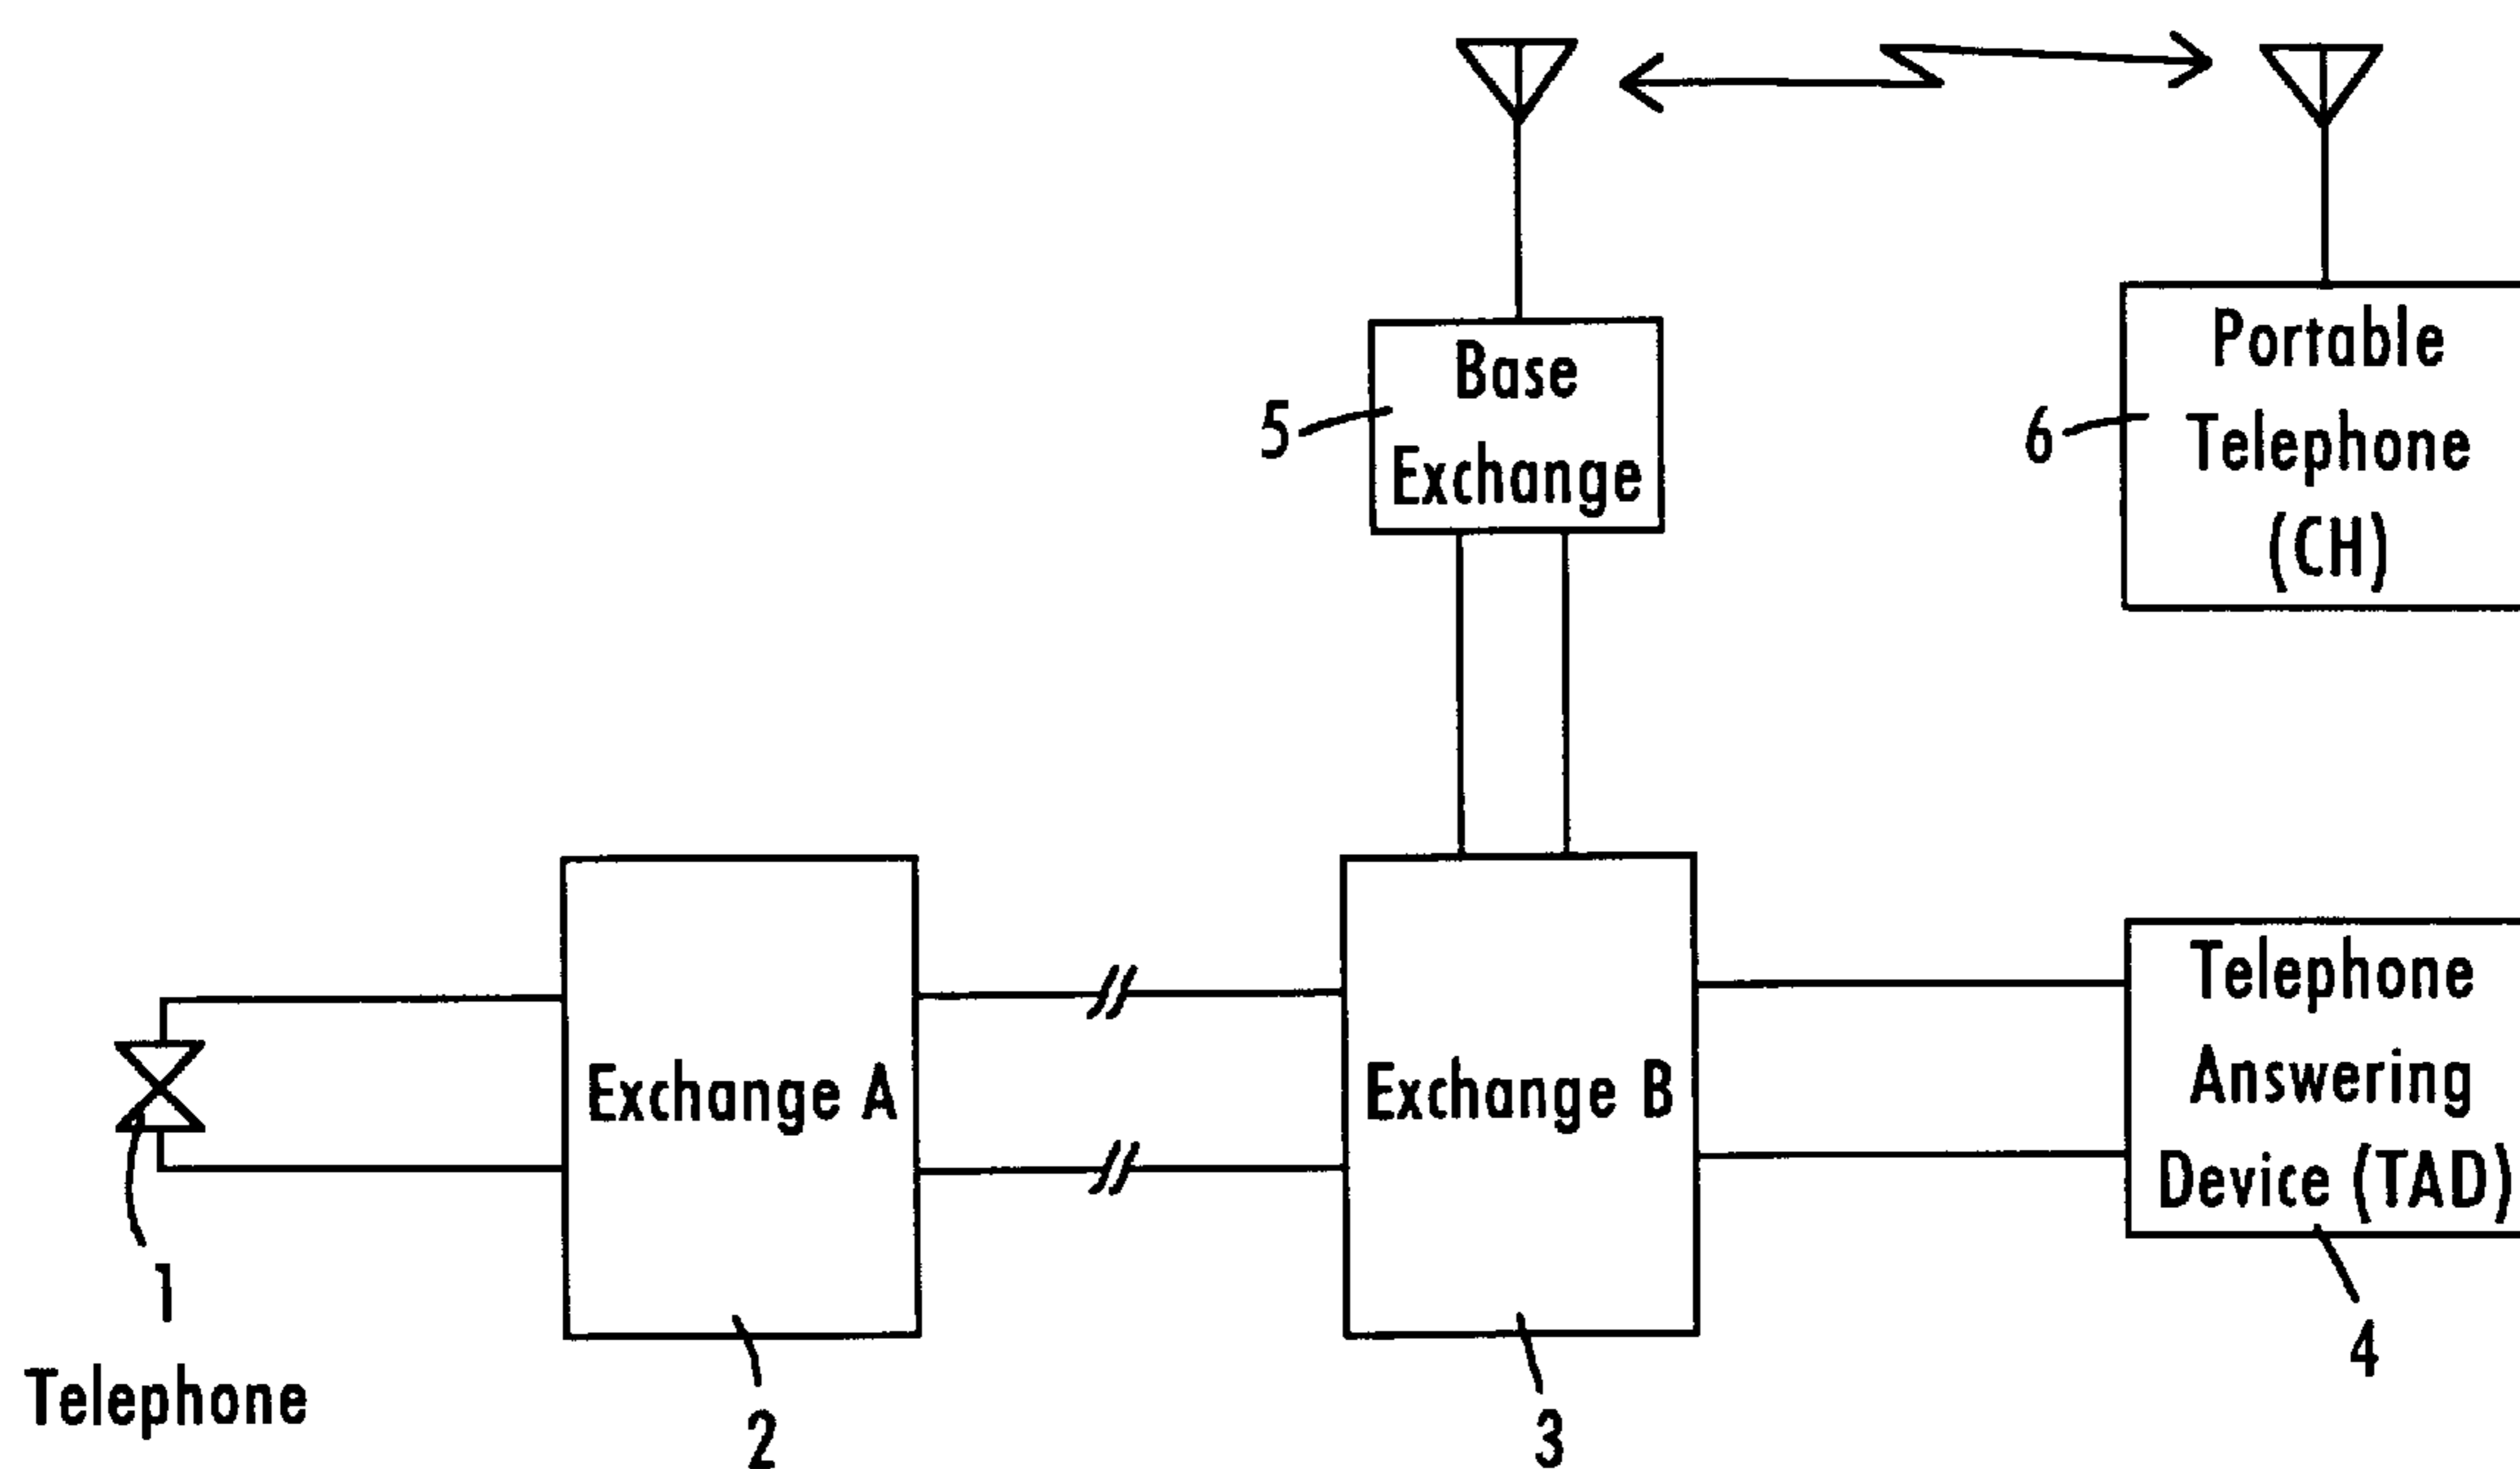 Base
Exchange
5
Portable
Telephone
(CH)
6
Exchange A
Exchange B
Telephone
Answering
Device (TAD)
1
Telephone
2
3
4